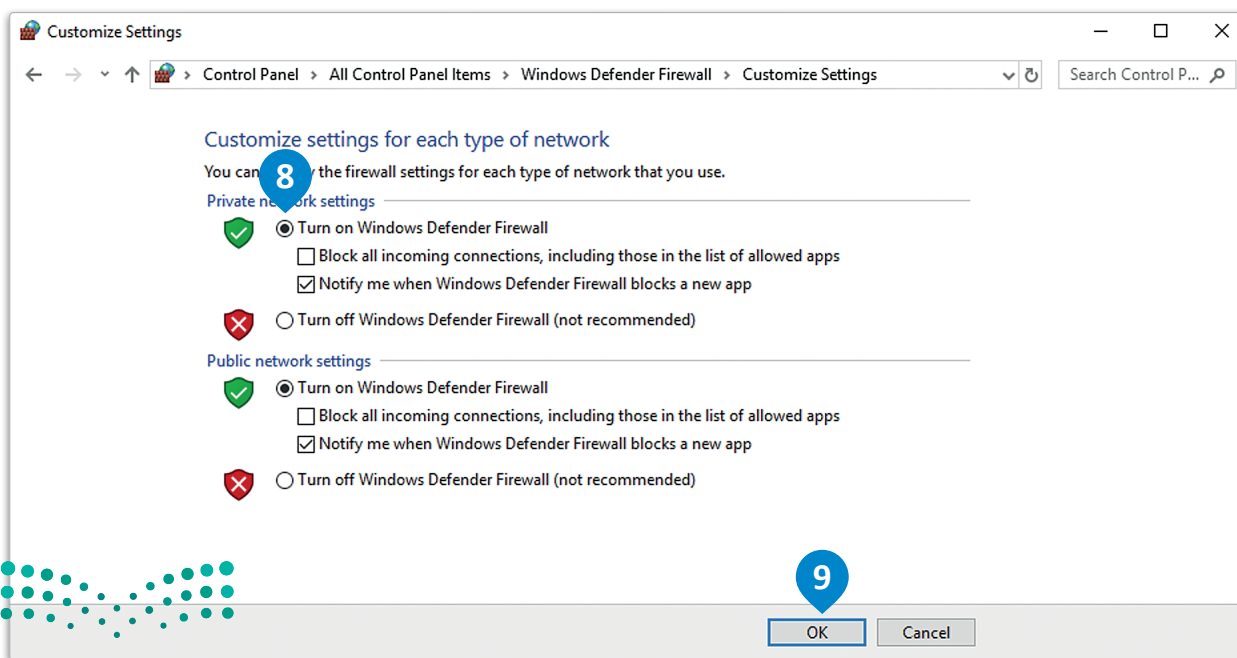 Customize Settings
Control Panel > All Control Panel Items > Windows Defender Firewall > Customize Settings
Search Control P...
Customize settings for each type of network
You can the firewall settings for each type of network that you use.
8
Private network settings
Turn on Windows Defender Firewall
Block all incoming connections, including those in the list of allowed apps
Notify me when Windows Defender Firewall blocks a new app
Turn off Windows Defender Firewall (not recommended)
Public network settings
Turn on Windows Defender Firewall
Block all incoming connections, including those in the list of allowed apps
Notify me when Windows Defender Firewall blocks a new app
Turn off Windows Defender Firewall (not recommended)
9
OK Cancel